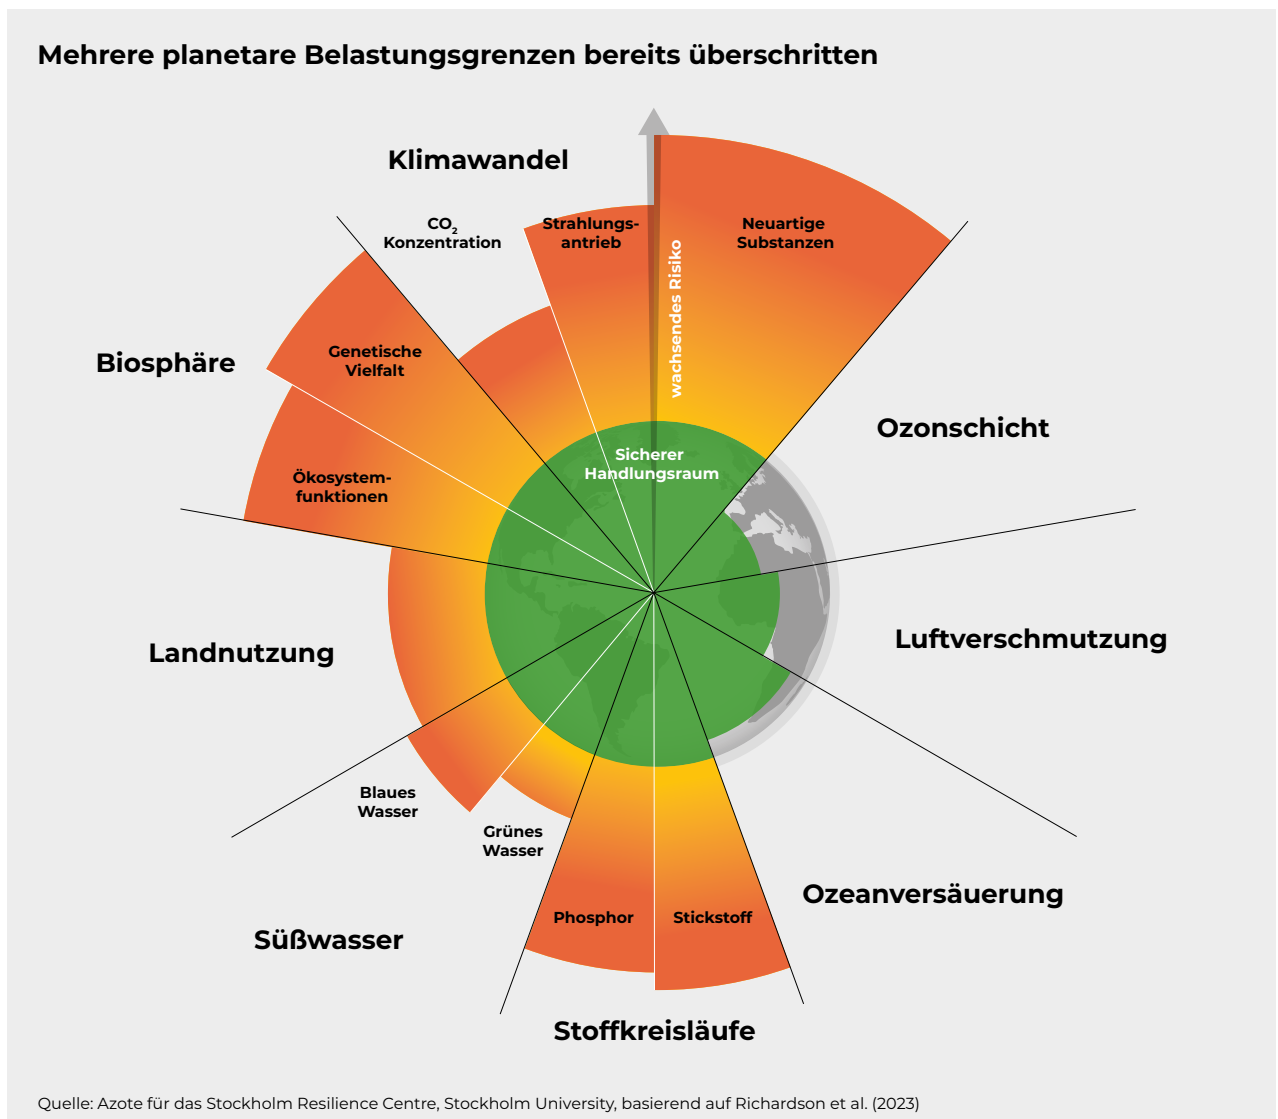 Mehrere planetare Belastungsgrenzen bereits überschritten
Klimawandel
CO₂
Konzentration
Strahlungs-
antrieb
Neuartige
Substanzen
wachsendes Risiko
Biosphäre
Genetische
Vielfalt
Ökosystem-
funktionen
Sicherer
Handlungsraum
Ozonschicht
Luftverschmutzung
Landnutzung
Blaues
Wasser
Grünes
Wasser
Süßwasser
Phosphor
Stickstoff
Ozeanversäuerung
Stoffkreisläufe
Quelle: Azote für das Stockholm Resilience Centre, Stockholm University, basierend auf Richardson et al. (2023)